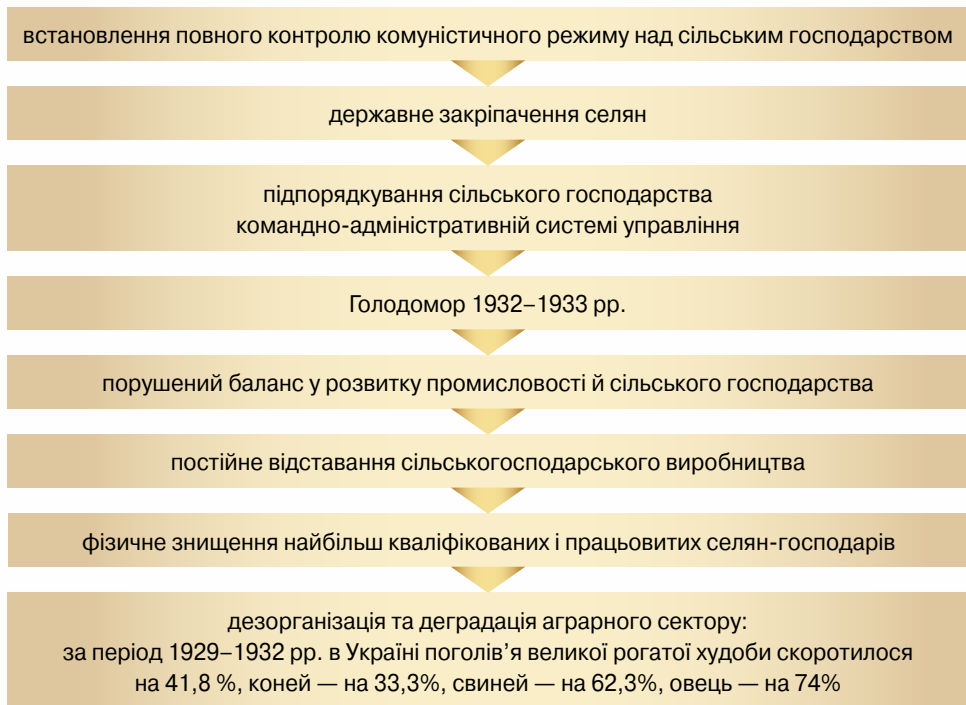 встановлення повного контролю комуністичного режиму над сільським господарством
державне закріпачення селян
підпорядкування сільського господарства
командно-адміністративній системі управління
Голодомор 1932–1933 рр.
порушений баланс у розвитку промисловості й сільського господарства
постійне відставання сільськогосподарського виробництва
фізичне знищення найбільш кваліфікованих і працьовитих селян-господарів
дезорганізація та деградація аграрного сектору:
за період 1929–1932 рр. в Україні поголів’я великої рогатої худоби скоротилося
на 41,8 %, коней — на 33,3%, свиней — на 62,3%, овець — на 74%